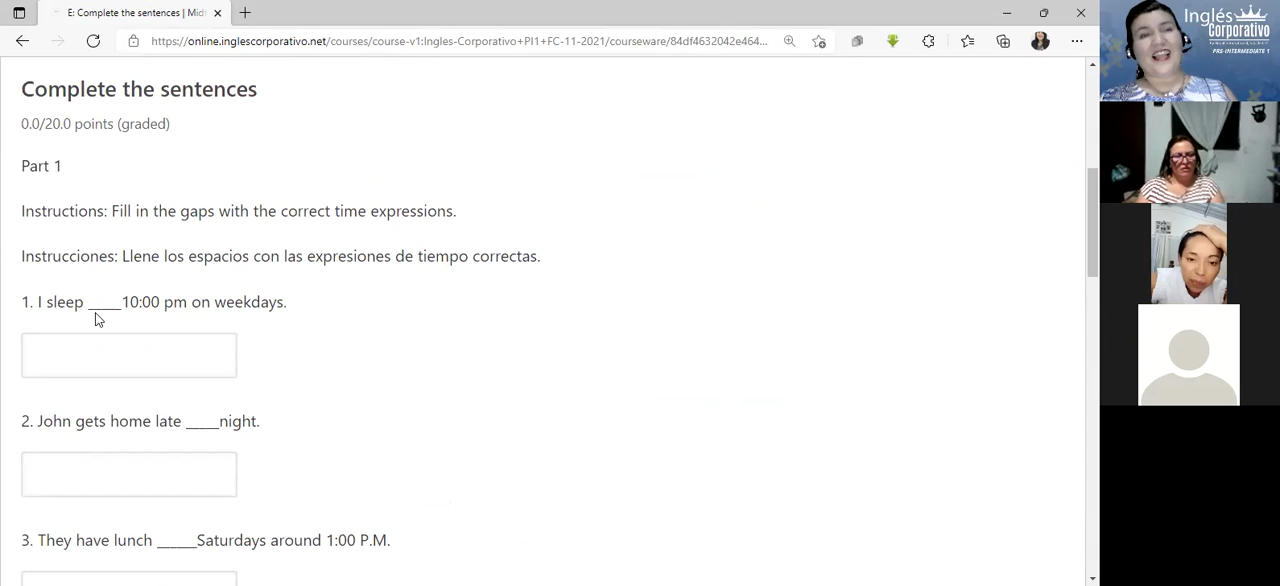 E: Complete the sentences | Mid
https://online.inglescorporativo.net/courses/course-v1:Ingles-Corporativo+PI1+FC-11-2021/courseware/84df4632042e464...
Complete the sentences
0.0/20.0 points (graded)
Part 1
Instructions: Fill in the gaps with the correct time expressions.
Instrucciones: Llene los espacios con las expresiones de tiempo correctas.
1. I sleep _____10:00 pm on weekdays.
2. John gets home late _____night.
3. They have lunch ______Saturdays around 1:00 P.M.
Inglés
Corporativo
PRE-INTERMEDIATE 1